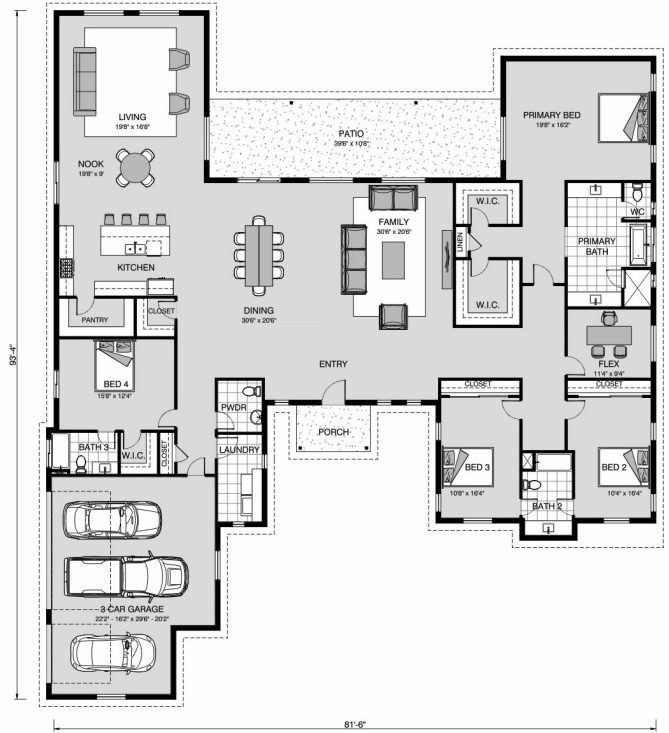 LIVING
19'8" x 16'8"
NOOK
19'8" x 9'
KITCHEN
PANTRY
CLOSET
PATIO
39'6" x 10'8"
PRIMARY BED
19'8" x 16'2"
W.I.C.
LINEN
W.I.C.
WC
PRIMARY
BATH
FAMILY
30'6" x 20'6"
DINING
30'6" x 20'6"
ENTRY
FLEX
11'4" x 9'4"
CLOSET
CLOSET
BED 4
15'8" x 12'4"
PWDR
PORCH
BATH 3
W.I.C.
CLOSET
LAUNDRY
BED 3
10'8" x 16'4"
BED 2
10'4" x 16'4"
BATH 2
3 CAR GARAGE
22'2" - 16'2" x 29'6" - 20'2"
93'-4"
81'-6"